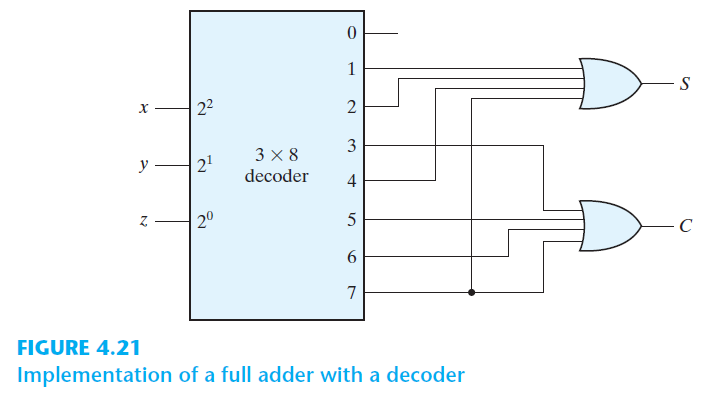 0
1
S
x
2²
2
3
y
2¹
3 × 8
decoder
4
z
2⁰
5
C
6
7
FIGURE 4.21
Implementation of a full adder with a decoder